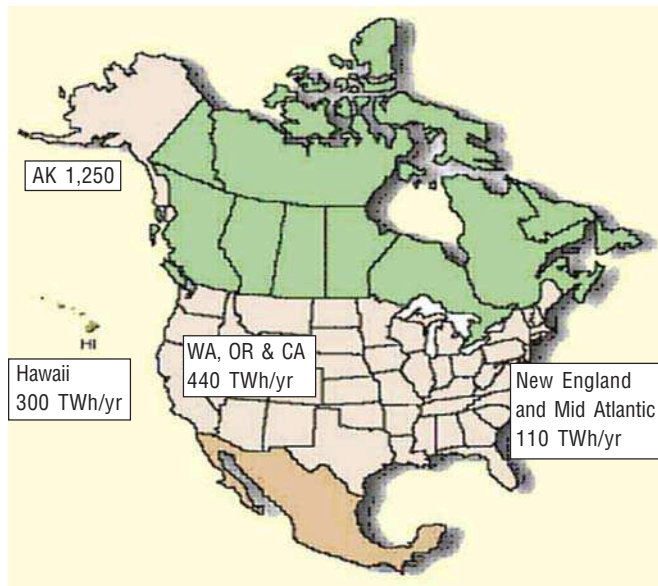 AK 1,250
HI
Hawaii
300 TWh/yr
WA, OR & CA
440 TWh/yr
New England
and Mid Atlantic
110 TWh/yr